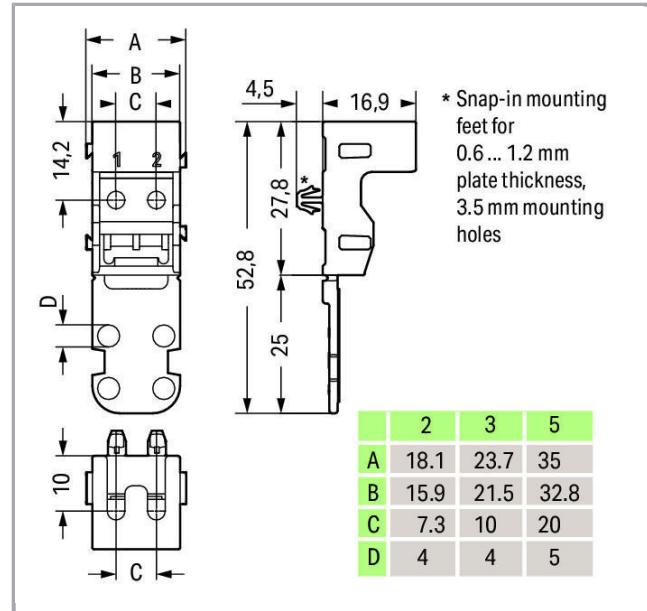 A
B
C
4,5
16,9
14,2
1 2
*
27,8
52,8
25
D
10
C
* Snap-in mounting
feet for
0.6 ... 1.2 mm
plate thickness,
3.5 mm mounting
holes
2 3 5
A 18.1 23.7 35
B 15.9 21.5 32.8
C 7.3 10 20
D 4 4 5